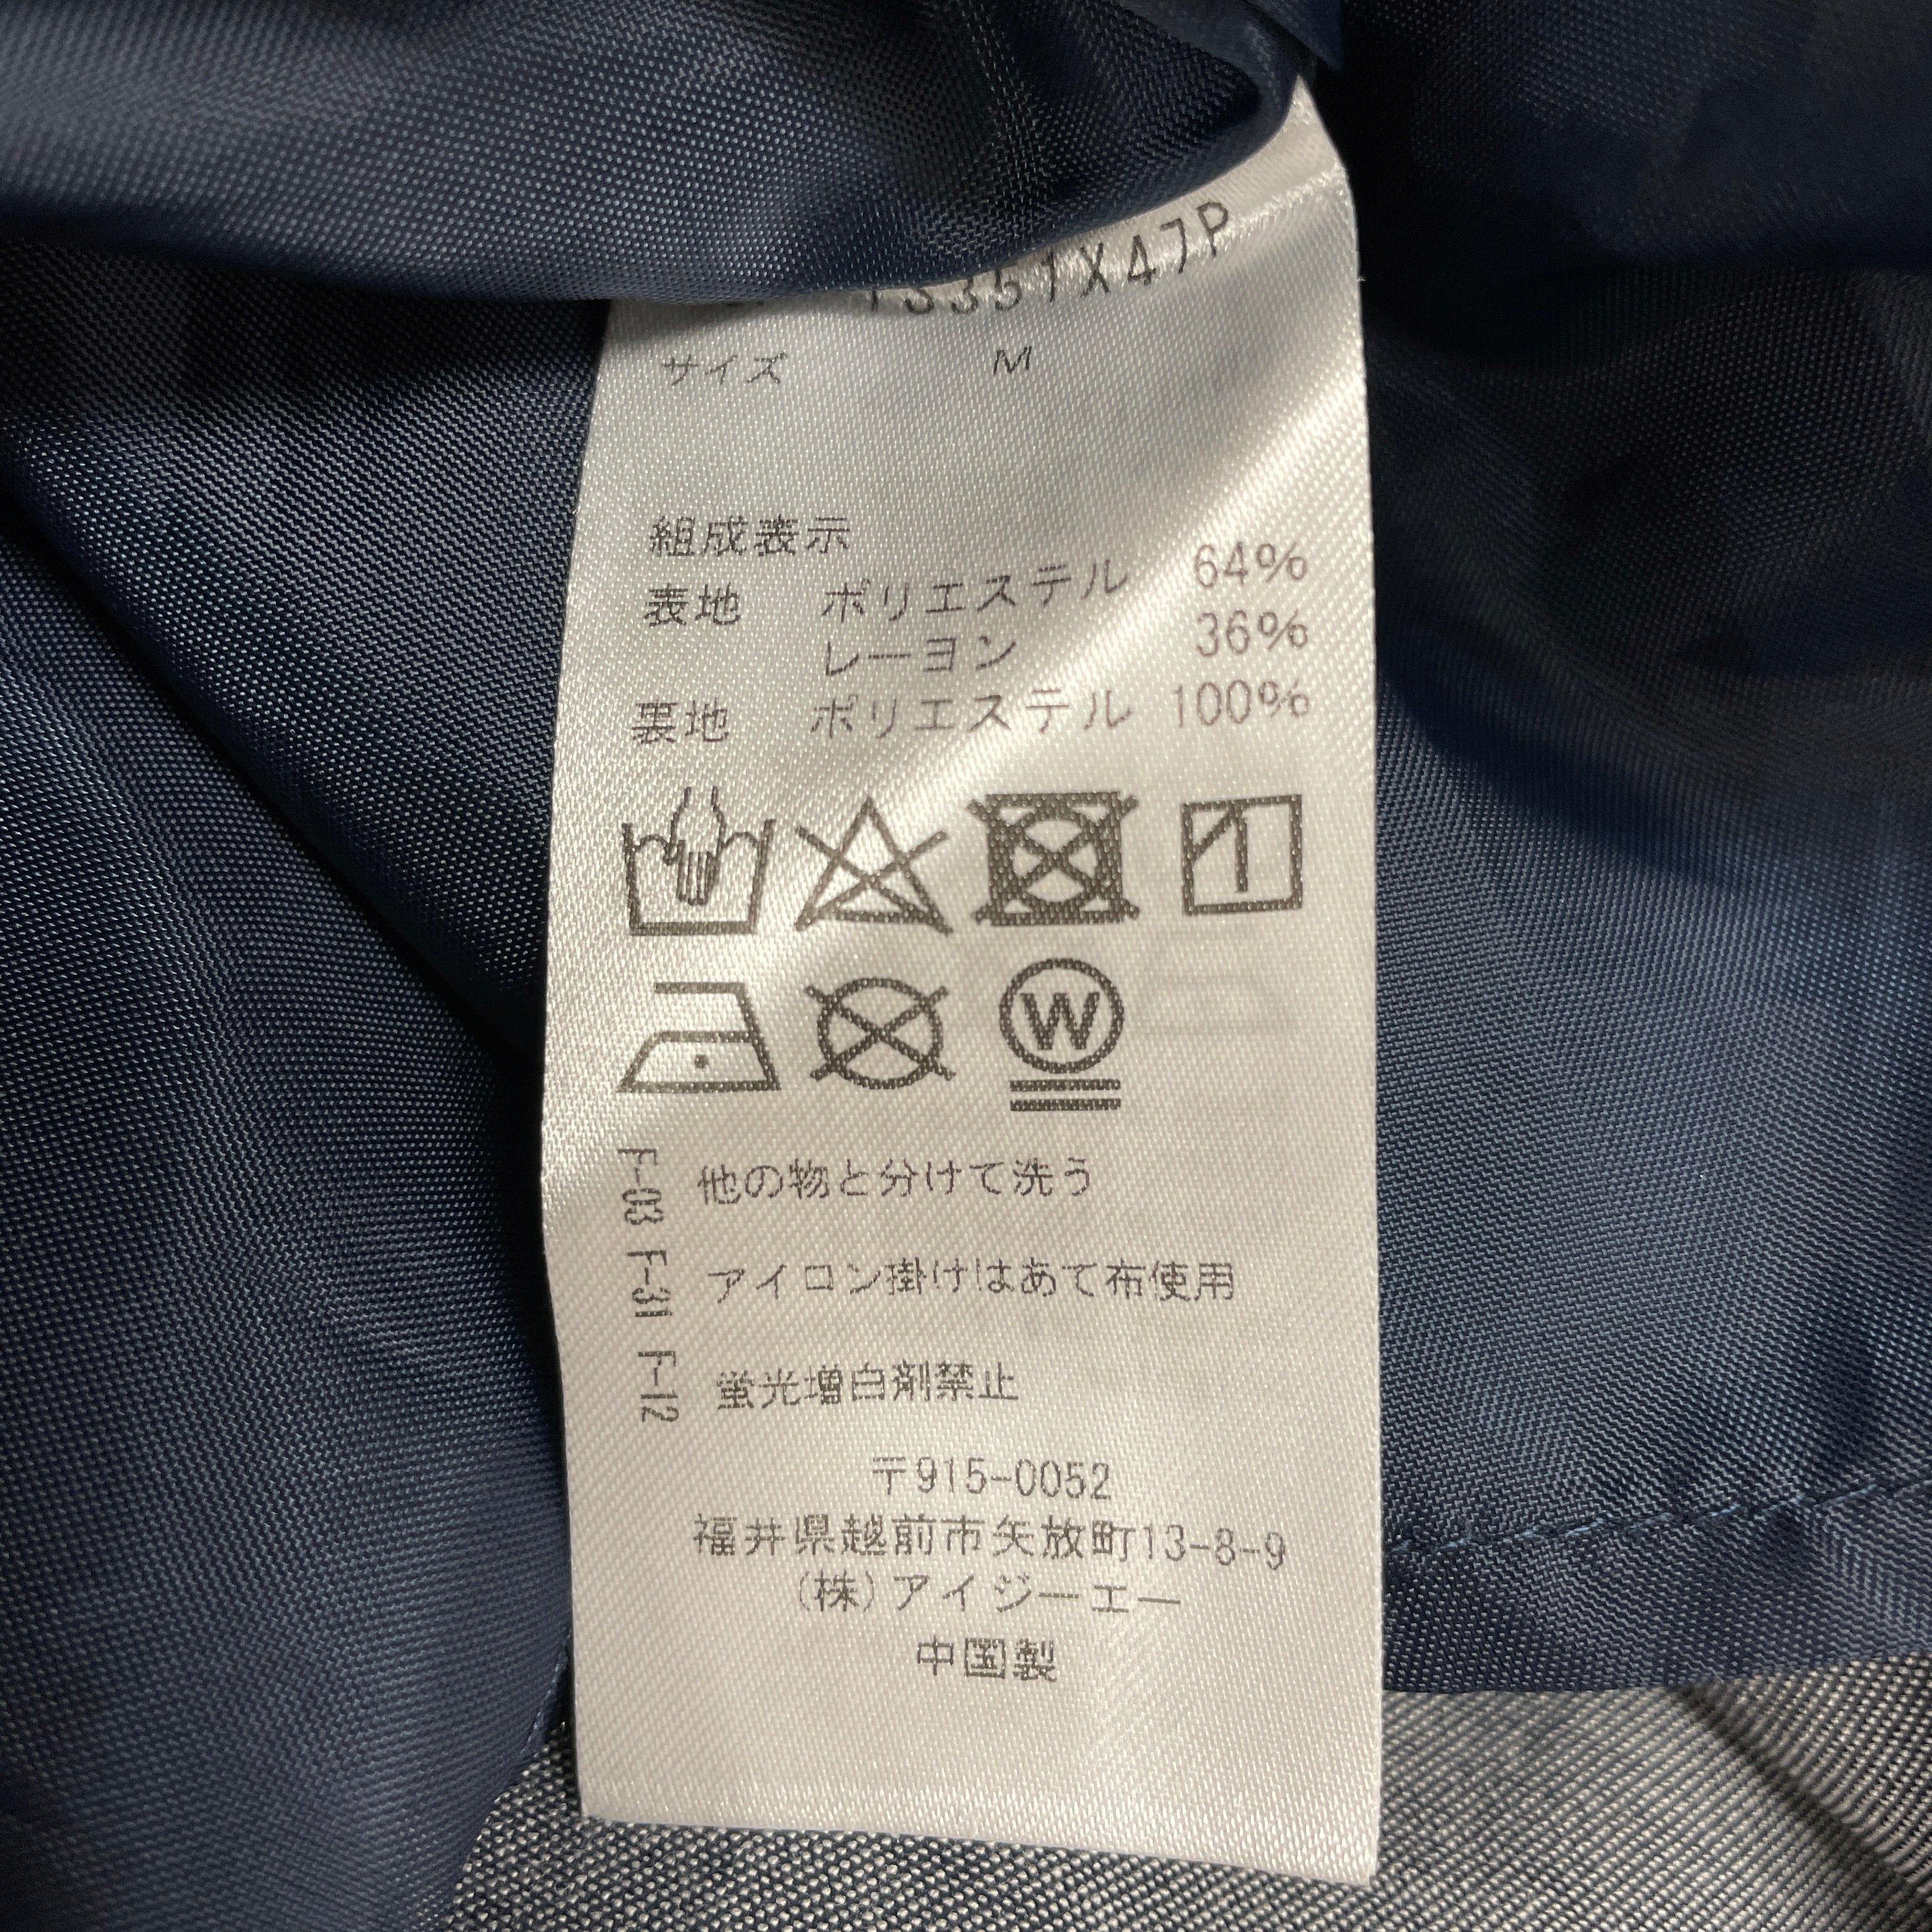 TS351X47P
サイズ M
組成表示
表地 ポリエステル 64%
レーヨン 36%
裏地 ポリエステル 100%
W
F-03 F-31 F-12
他の物と分けて洗う
アイロン掛けはあて布使用
蛍光増白剤禁止
〒915-0052
福井県越前市矢放町13-8-9
(株)アイジーエー
中国製